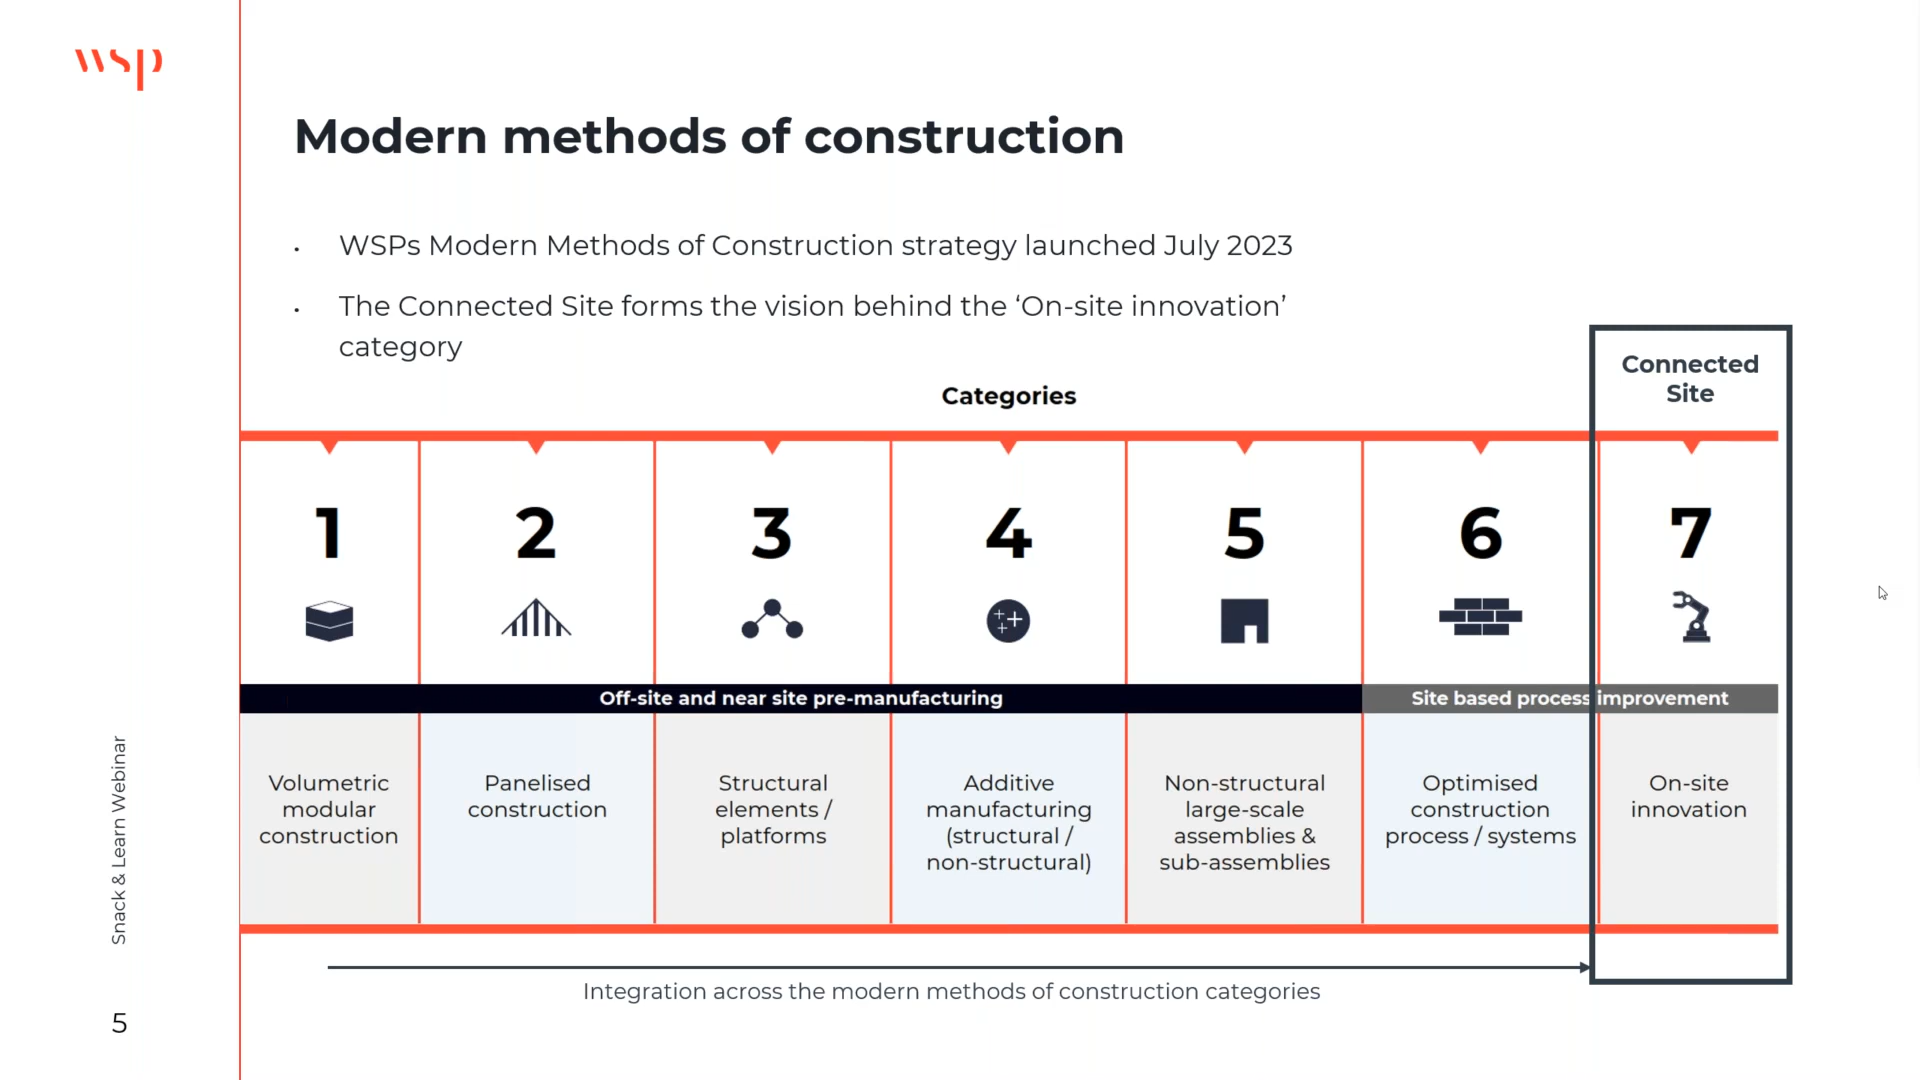 wsp
Modern methods of construction
• WSPs Modern Methods of Construction strategy launched July 2023
• The Connected Site forms the vision behind the ‘On-site innovation’
category
Connected
Site
Categories
1
2
3
4
5
6
7
Off-site and near site pre-manufacturing
Site based process improvement
Volumetric
modular
construction
Panelised
construction
Structural
elements /
platforms
Additive
manufacturing
(structural /
non-structural)
Non-structural
large-scale
assemblies &
sub-assemblies
Optimised
construction
process / systems
On-site
innovation
Integration across the modern methods of construction categories
Snack & Learn Webinar
5